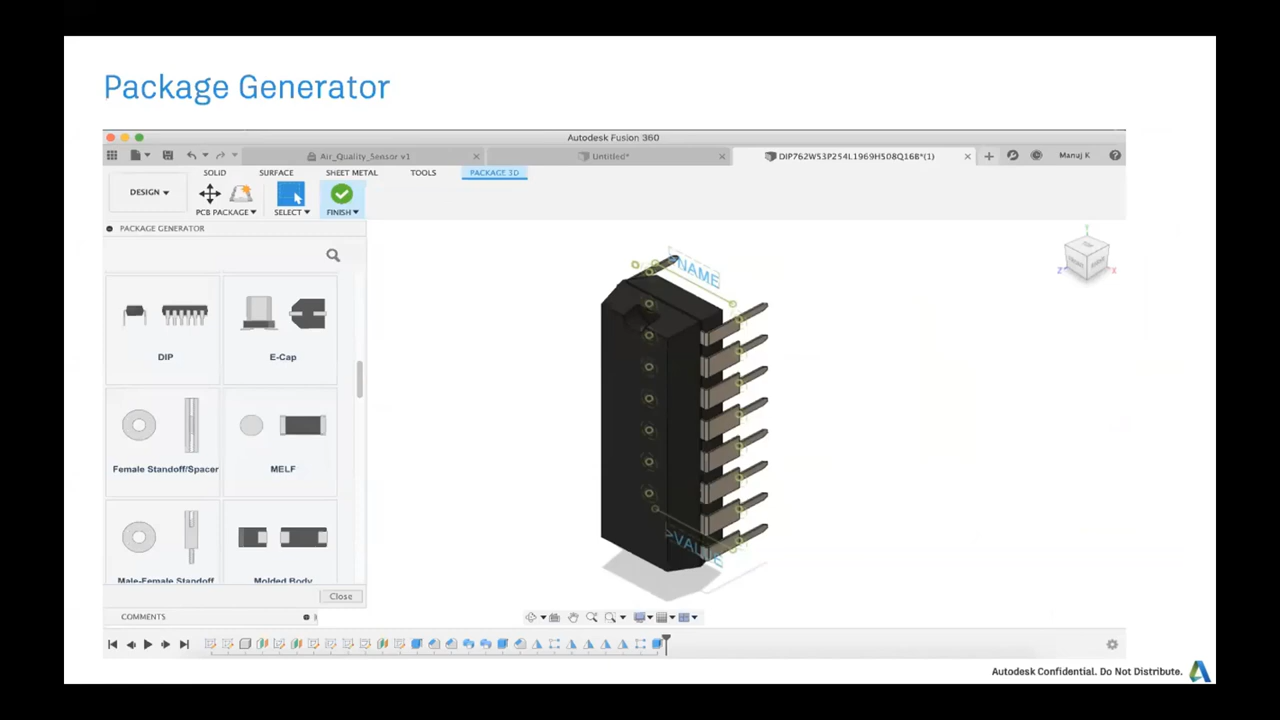 Package Generator
Autodesk Fusion 360
Air_Quality_Sensor v1
Untitled*
DIP762W53P254L1969H508Q16B*(1)
Manuj K
SOLID
SURFACE
SHEET METAL
TOOLS
PACKAGE 3D
DESIGN
PCB PACKAGE
SELECT
FINISH
PACKAGE GENERATOR
DIP
E-Cap
Female Standoff/Spacer
MELF
Male-Female Standoff
Molded Body
Close
COMMENTS
>NAME
>VALUE
TOP
Z
X
Y
Autodesk Confidential. Do Not Distribute.